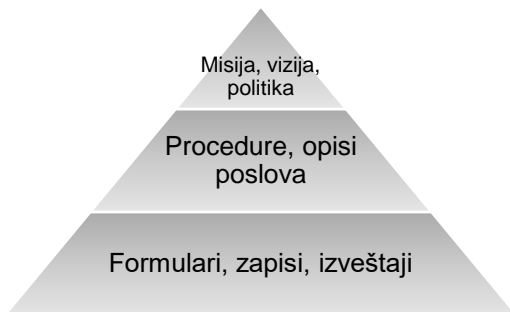 Misija, vizija,
politika
Procedure, opisi
poslova
Formulari, zapisi, izveštaji